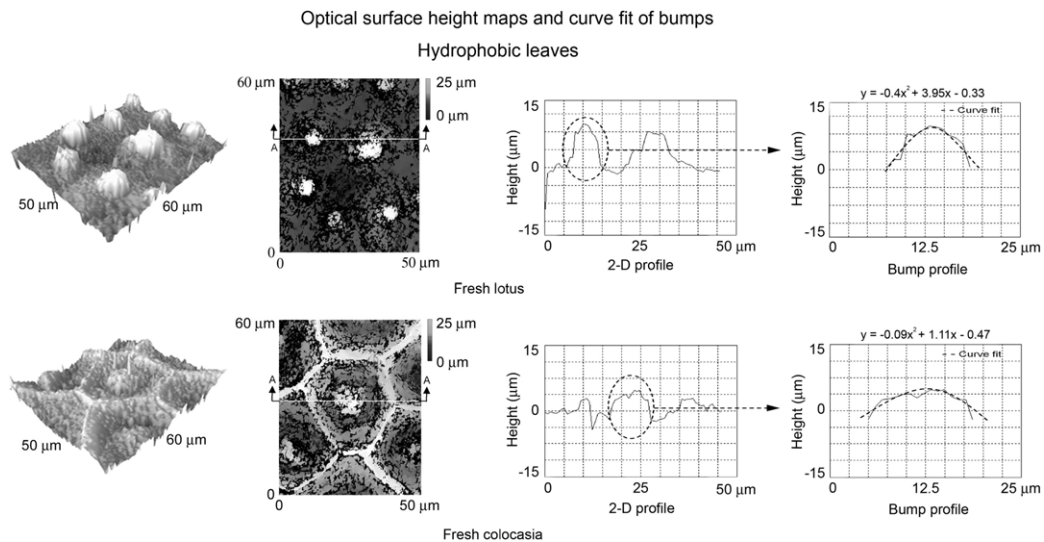 Optical surface height maps and curve fit of bumps
Hydrophobic leaves
50 µm
60 µm
60 µm
25 µm
0 µm
A
A
0
0
50 µm
Height (µm)
15
0
-15
0
25
50 µm
2-D profile
y = -0.4x² + 3.95x - 0.33
Curve fit
Height (µm)
15
0
-15
0
12.5
25 µm
Bump profile
Fresh lotus
50 µm
60 µm
60 µm
25 µm
0 µm
A
A
0
0
50 µm
Height (µm)
15
0
-15
0
25
50 µm
2-D profile
y = -0.09x² + 1.11x - 0.47
Curve fit
Height (µm)
15
0
-15
0
12.5
25 µm
Bump profile
Fresh colocasia